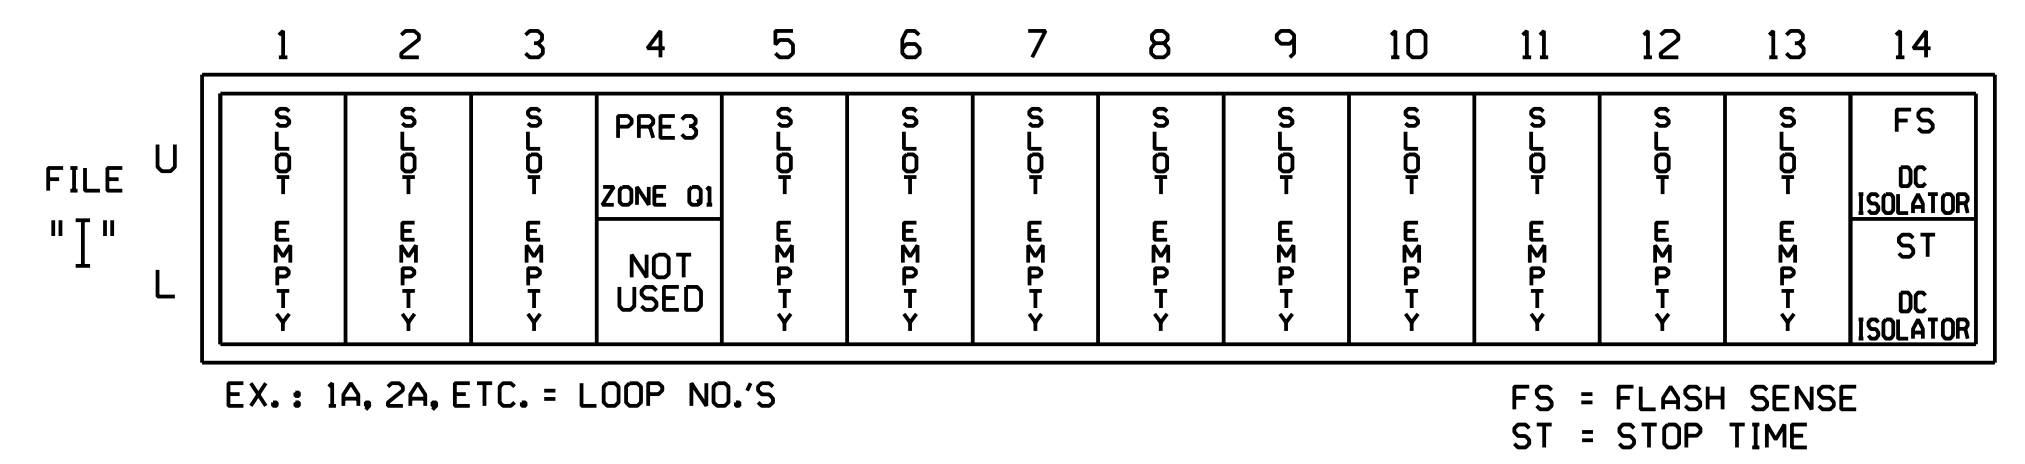 1 2 3 4 5 6 7 8 9 10 11 12 13 14
FILE "I"
U
L
SLOT EMPTY
SLOT EMPTY
SLOT EMPTY
PRE3
ZONE Q1
NOT
USED
SLOT EMPTY
SLOT EMPTY
SLOT EMPTY
SLOT EMPTY
SLOT EMPTY
SLOT EMPTY
SLOT EMPTY
SLOT EMPTY
SLOT EMPTY
FS
DC
ISOLATOR
ST
DC
ISOLATOR
EX.: 1A, 2A, ETC. = LOOP NO.'S
FS = FLASH SENSE
ST = STOP TIME